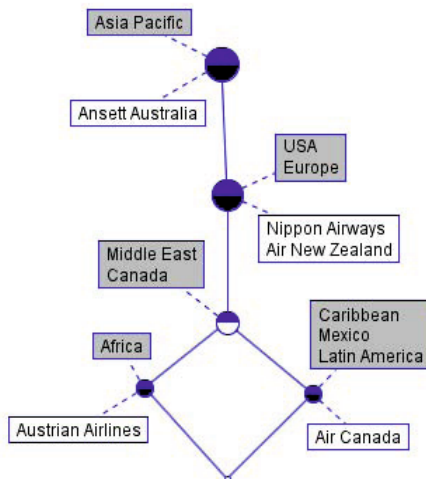 Asia Pacific
Ansett Australia
USA
Europe
Nippon Airways
Air New Zealand
Middle East
Canada
Caribbean
Mexico
Latin America
Africa
Austrian Airlines
Air Canada